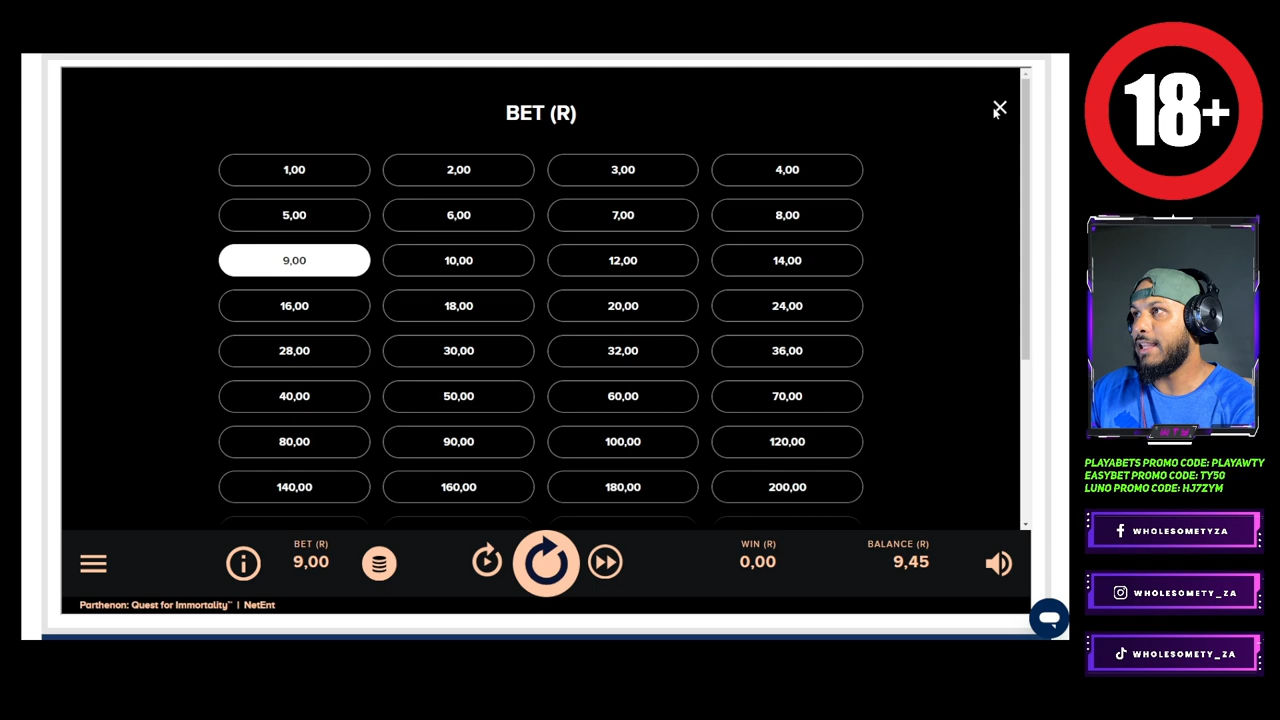 18+
BET (R)
1,00 2,00 3,00 4,00
5,00 6,00 7,00 8,00
9,00 10,00 12,00 14,00
16,00 18,00 20,00 24,00
28,00 30,00 32,00 36,00
40,00 50,00 60,00 70,00
80,00 90,00 100,00 120,00
140,00 160,00 180,00 200,00
BET (R)
9,00
WIN (R)
0,00
BALANCE (R)
9,45
Parthenon: Quest for Immortality™ | NetEnt
WTW
PLAYABETS PROMO CODE: PLAYAWTY
EASYBET PROMO CODE: TY50
LUNO PROMO CODE: HJ7ZYM
WHOLESOMETYZA
WHOLESOMETY_ZA
WHOLESOMETY_ZA